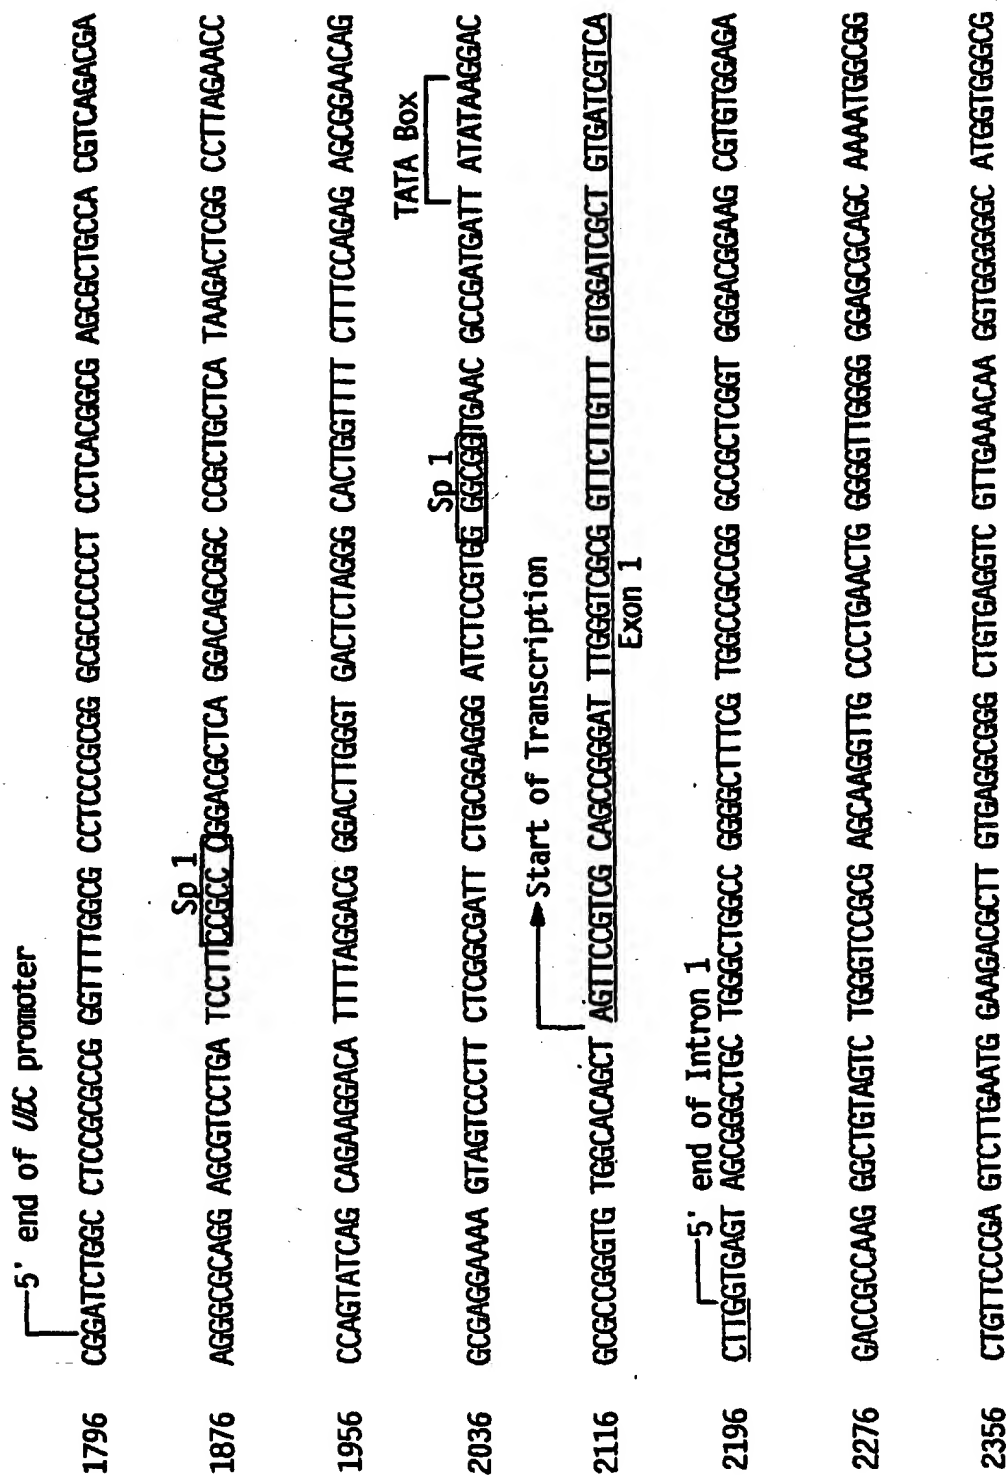 5' end of UbC promoter
1796 CGGATCTGGC CTCCGCGCCG GGTTTTGGCG CCTCCCGCGG GCGCCCCCCT CCTCACGGCG AGCGCTGCCA CGTCAGACGA
Sp 1
1876 AGGGCGCAGG AGCGTCCTGA TCCTTCCGCC CGGACGCTCA GGACAGCGGC CCGCTGCTCA TAAGACTCGG CCTTAGAACC
1956 CCAGTATCAG CAGAAGGACA TTTTAGGACG GGACTTGGGT GACTCTAGGG CACTGGTTTT CTTTCCAGAG AGCGGAACAG
Sp 1 TATA Box
2036 GCGAGGAAAA GTAGTCCCTT CTCGGCGATT CTGCGGAGGG ATCTCCGTGG GGCGGTGAAC GCCGATGATT ATATAAGGAC
Start of Transcription
2116 GCGCCGGGTG TGGCACAGCT AGTTCCGTCG CAGCCGGGAT TTGGGTCGCG GTTCTTGTTT GTGGATCGCT GTGATCGTCA
Exon 1
5' end of Intron 1
2196 CTTGGTGAGT AGCGGGCTGC TGGGCTGGCC GGGGCTTTCG TGGCCGCCGG GCCGCTCGGT GGGACGGAAG CGTGTGGAGA
2276 GACCGCCAAG GGCTGTAGTC TGGGTCCGCG AGCAAGGTTG CCCTGAACTG GGGGTTGGGG GGAGCGCAGC AAAATGGCGG
2356 CTGTTCCCGA GTCTTGAATG GAAGACGCTT GTGAGGCGGG CTGTGAGGTC GTTGAAACAA GGTGGGGGGC ATGGTGGGCG